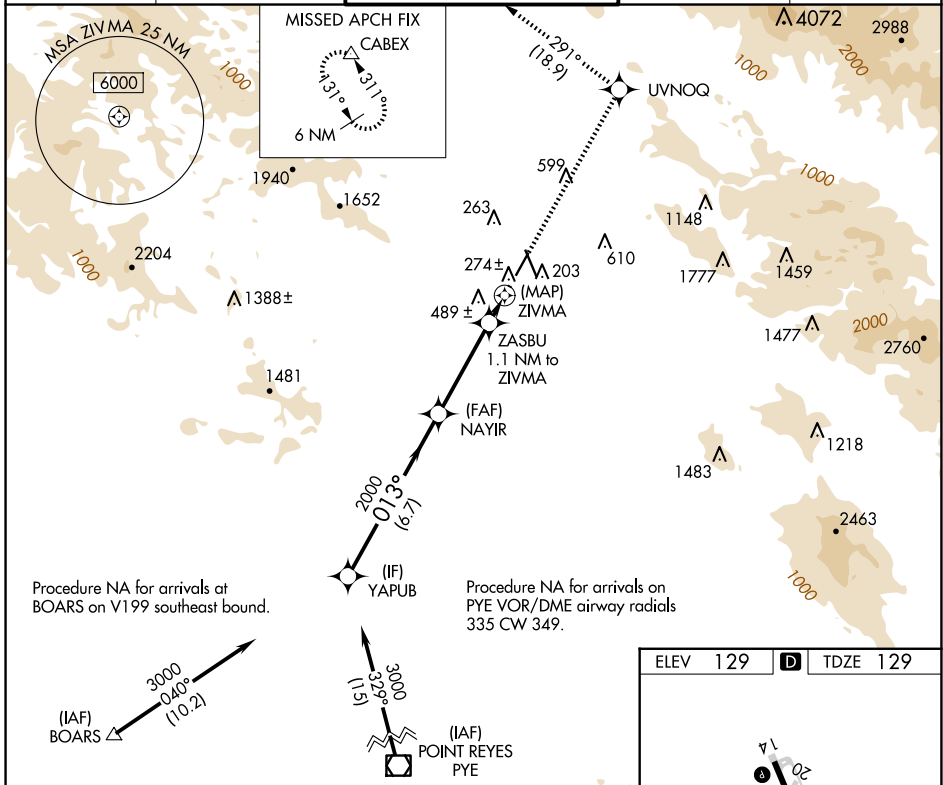 MSA ZIVMA 25 NM
6000
1000
MISSED APCH FIX
CABEX
131°
311°
6 NM
291°
(18.9)
UVNOQ
4072
2988
1000
2000
1940
1652
599
1000
263
1148
2204
1000
610
274±
203
1777
1459
1388±
(MAP)
ZIVMA
489 ±
ZASBU
1.1 NM to
ZIVMA
1477
2000
2760
1481
(FAF)
NAYIR
1218
1483
2000
013°
(6.7)
2463
1000
(IF)
YAPUB
Procedure NA for arrivals at
BOARS on V199 southeast bound.
Procedure NA for arrivals on
PYE VOR/DME airway radials
335 CW 349.
3000
040°
(10.2)
(IAF)
BOARS
3000
329°
(15)
(IAF)
POINT REYES
PYE
ELEV 129 D TDZE 129
14
20
P